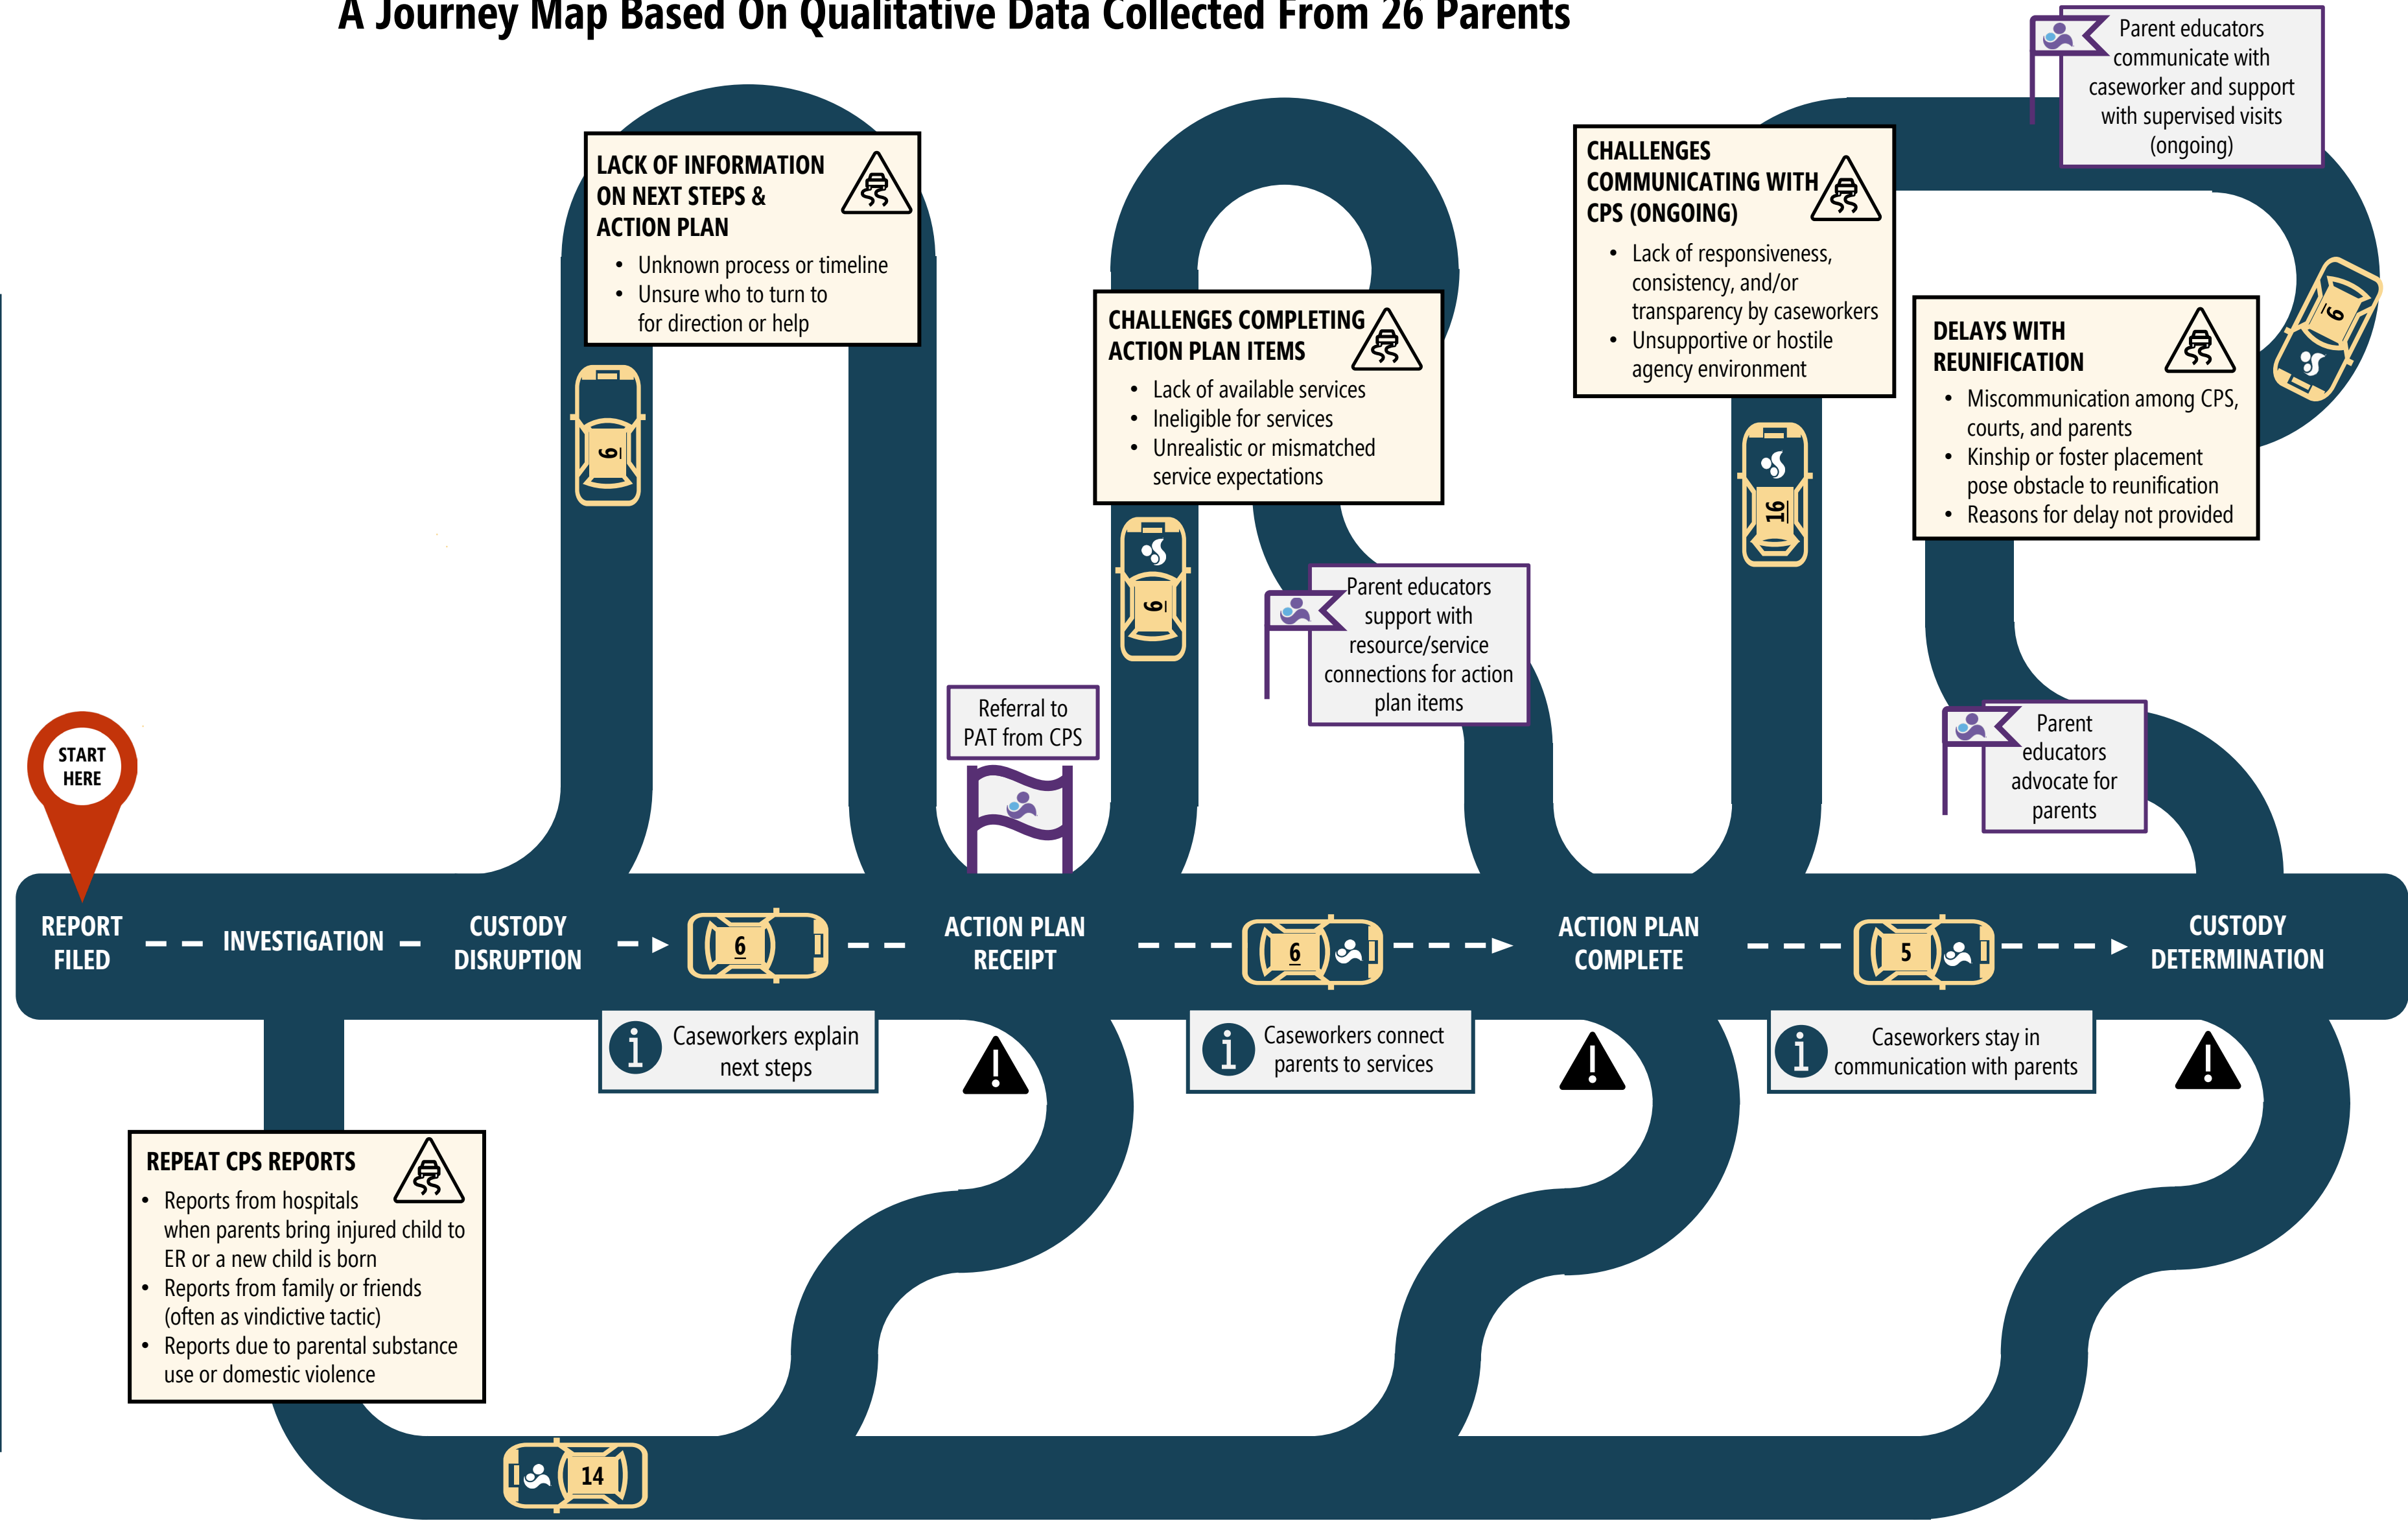 A Journey Map Based On Qualitative Data Collected From 26 Parents
Parent educators
communicate with
caseworker and support
with supervised visits
(ongoing)
LACK OF INFORMATION
ON NEXT STEPS &
ACTION PLAN
• Unknown process or timeline
• Unsure who to turn to
for direction or help
6
CHALLENGES COMPLETING
ACTION PLAN ITEMS
• Lack of available services
• Ineligible for services
• Unrealistic or mismatched
service expectations
6
CHALLENGES
COMMUNICATING WITH
CPS (ONGOING)
• Lack of responsiveness,
consistency, and/or
transparency by caseworkers
• Unsupportive or hostile
agency environment
16
6
DELAYS WITH
REUNIFICATION
• Miscommunication among CPS,
courts, and parents
• Kinship or foster placement
pose obstacle to reunification
• Reasons for delay not provided
Parent educators
support with
resource/service
connections for action
plan items
Referral to
PAT from CPS
Parent
educators
advocate for
parents
START
HERE
REPORT
FILED
INVESTIGATION
CUSTODY
DISRUPTION
6
ACTION PLAN
RECEIPT
6
ACTION PLAN
COMPLETE
5
CUSTODY
DETERMINATION
i
Caseworkers explain
next steps
!
i
Caseworkers connect
parents to services
!
i
Caseworkers stay in
communication with parents
!
REPEAT CPS REPORTS
• Reports from hospitals
when parents bring injured child to
ER or a new child is born
• Reports from family or friends
(often as vindictive tactic)
• Reports due to parental substance
use or domestic violence
14